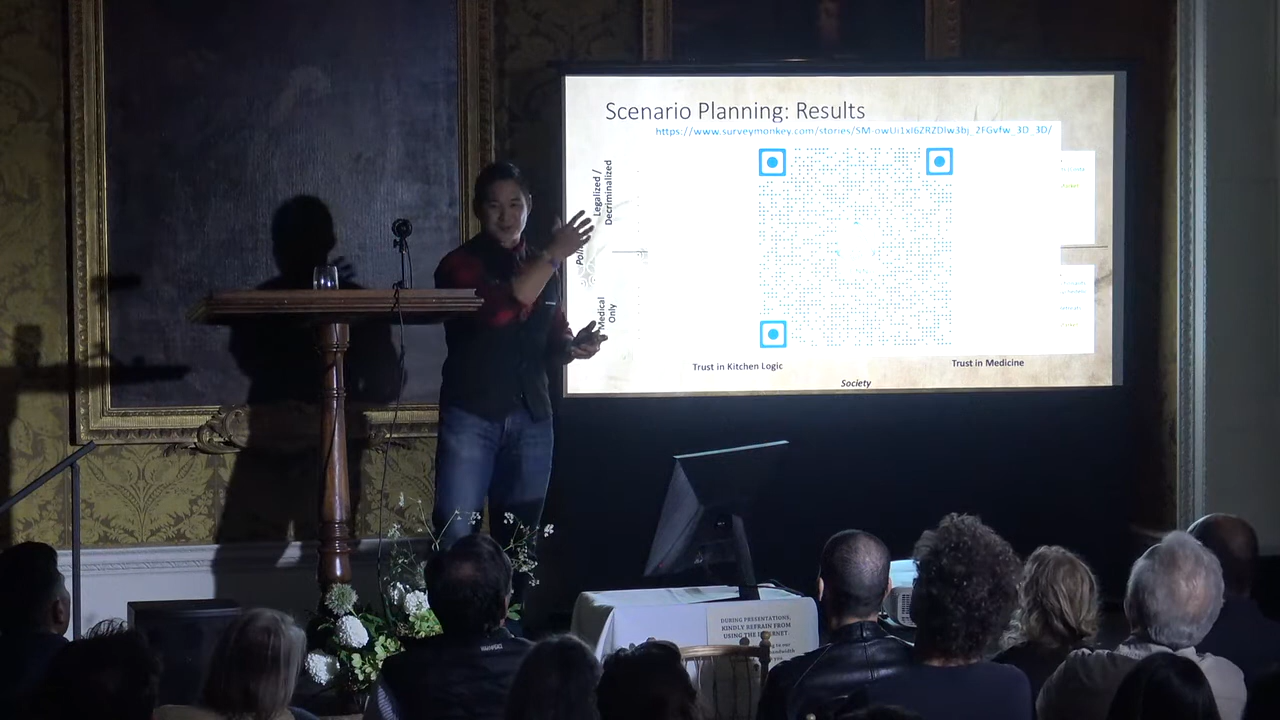 Scenario Planning: Results
https://www.surveymonkey.com/stories/SM-owUi1xI6ZRZDlw3bj_2FGvfw_3D_3D/
Legalized /
Decriminalized
Medical
Only
Trust in Kitchen Logic
Trust in Medicine
Society
DURING PRESENTATIONS,
KINDLY REFRAIN FROM
USING THE INTERNET